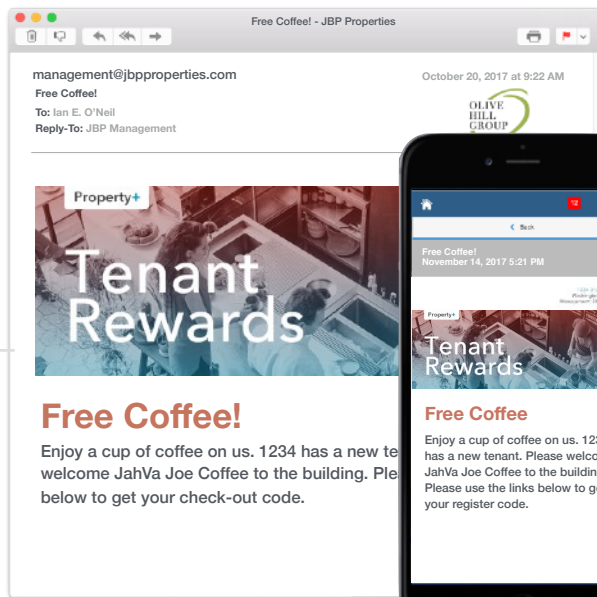 Free Coffee! - JBP Properties
management@jbpproperties.com
October 20, 2017 at 9:22 AM
Free Coffee!
To: Ian E. O'Neil
Reply-To: JBP Management
OLIVE
HILL
GROUP
Property+
Tenant
Rewards
Free Coffee!
Enjoy a cup of coffee on us. 1234 has a new te
welcome JahVa Joe Coffee to the building. Plea
below to get your check-out code.
12
Back
Free Coffee!
November 14, 2017 5:21 PM
Property+
Tenant
Rewards
Free Coffee
Enjoy a cup of coffee on us. 123
has a new tenant. Please welco
JahVa Joe Coffee to the buildin
Please use the links below to g
your register code.